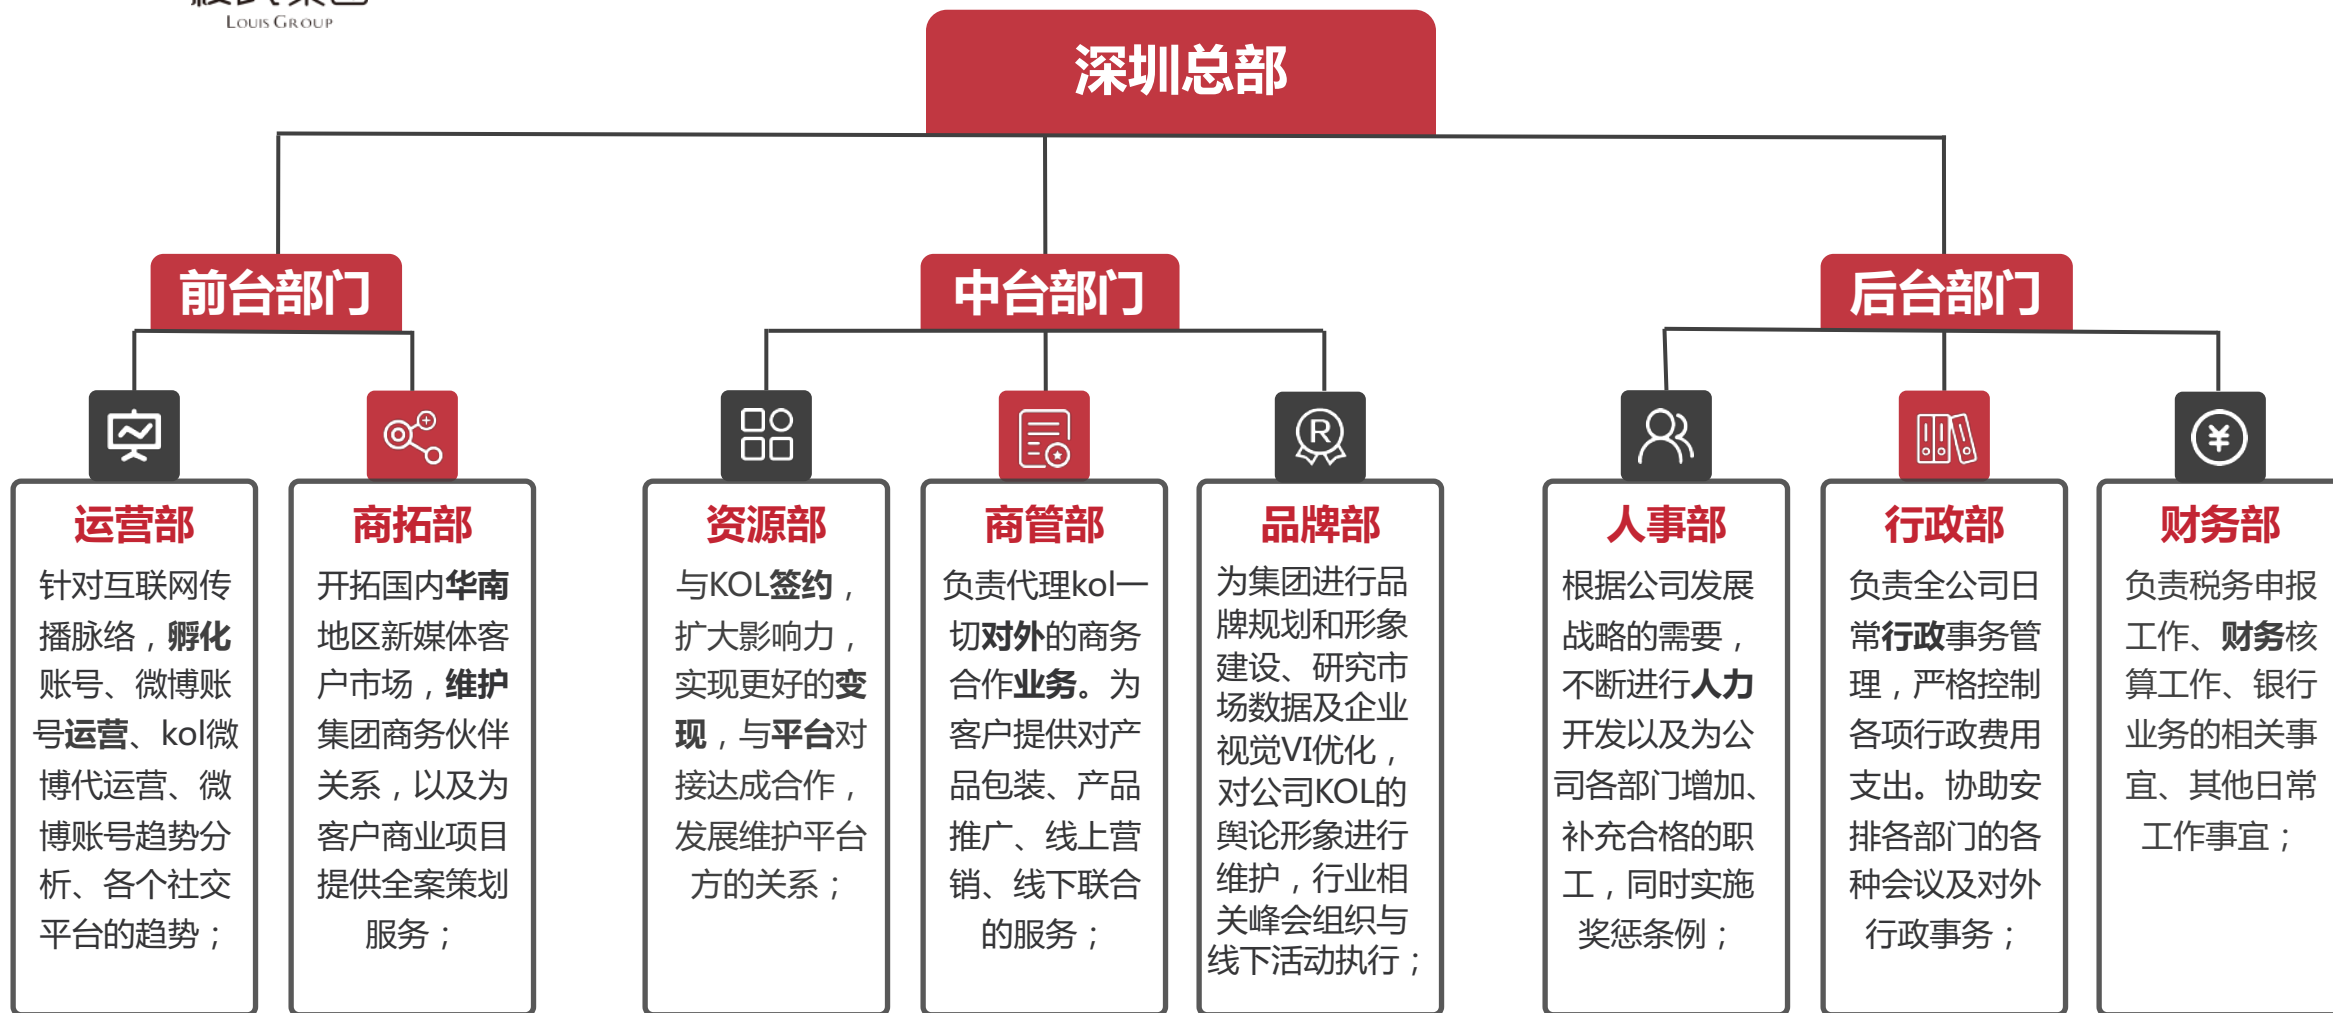 LOUIS GROUP
深圳总部
前台部门
中台部门
后台部门
运营部
针对互联网传
播脉络，孵化
账号、微博账
号运营、kol微
博代运营、微
博账号趋势分
析、各个社交
平台的趋势；
商拓部
开拓国内华南
地区新媒体客
户市场，维护
集团商务伙伴
关系，以及为
客户商业项目
提供全案策划
服务；
资源部
与KOL签约，
扩大影响力，
实现更好的变
现，与平台对
接达成合作，
发展维护平台
方的关系；
商管部
负责代理kol一
切对外的商务
合作业务。为
客户提供对产
品包装、产品
推广、线上营
销、线下联合
的服务；
R
品牌部
为集团进行品
牌规划和形象
建设、研究市
场数据及企业
视觉VI优化，
对公司KOL的
舆论形象进行
维护，行业相
关峰会组织与
线下活动执行；
人事部
根据公司发展
战略的需要，
不断进行人力
开发以及为公
司各部门增加、
补充合格的职
工，同时实施
奖惩条例；
行政部
负责全公司日
常行政事务管
理，严格控制
各项行政费用
支出。协助安
排各部门的各
种会议及对外
行政事务；
¥
财务部
负责税务申报
工作、财务核
算工作、银行
业务的相关事
宜、其他日常
工作事宜；